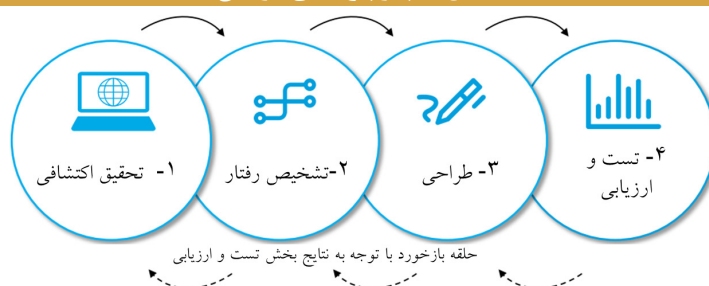 ۱- تحقیق اکتشافی
۲-تشخیص رفتار
۳- طراحی
۴- تست و
ارزیابی
حلقه بازخورد با توجه به نتایج بخش تست و ارزیابی